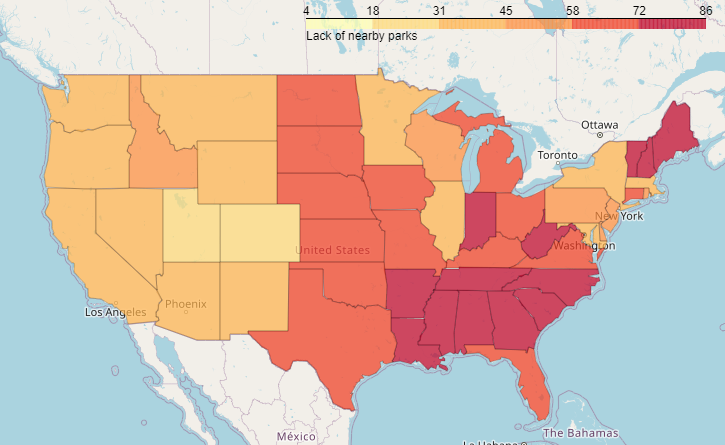 4 18 31 45 58 72 86
Lack of nearby parks
Ottawa
Toronto
New York
United States
Washington
Los Angeles
Phoenix
México
The Bahamas